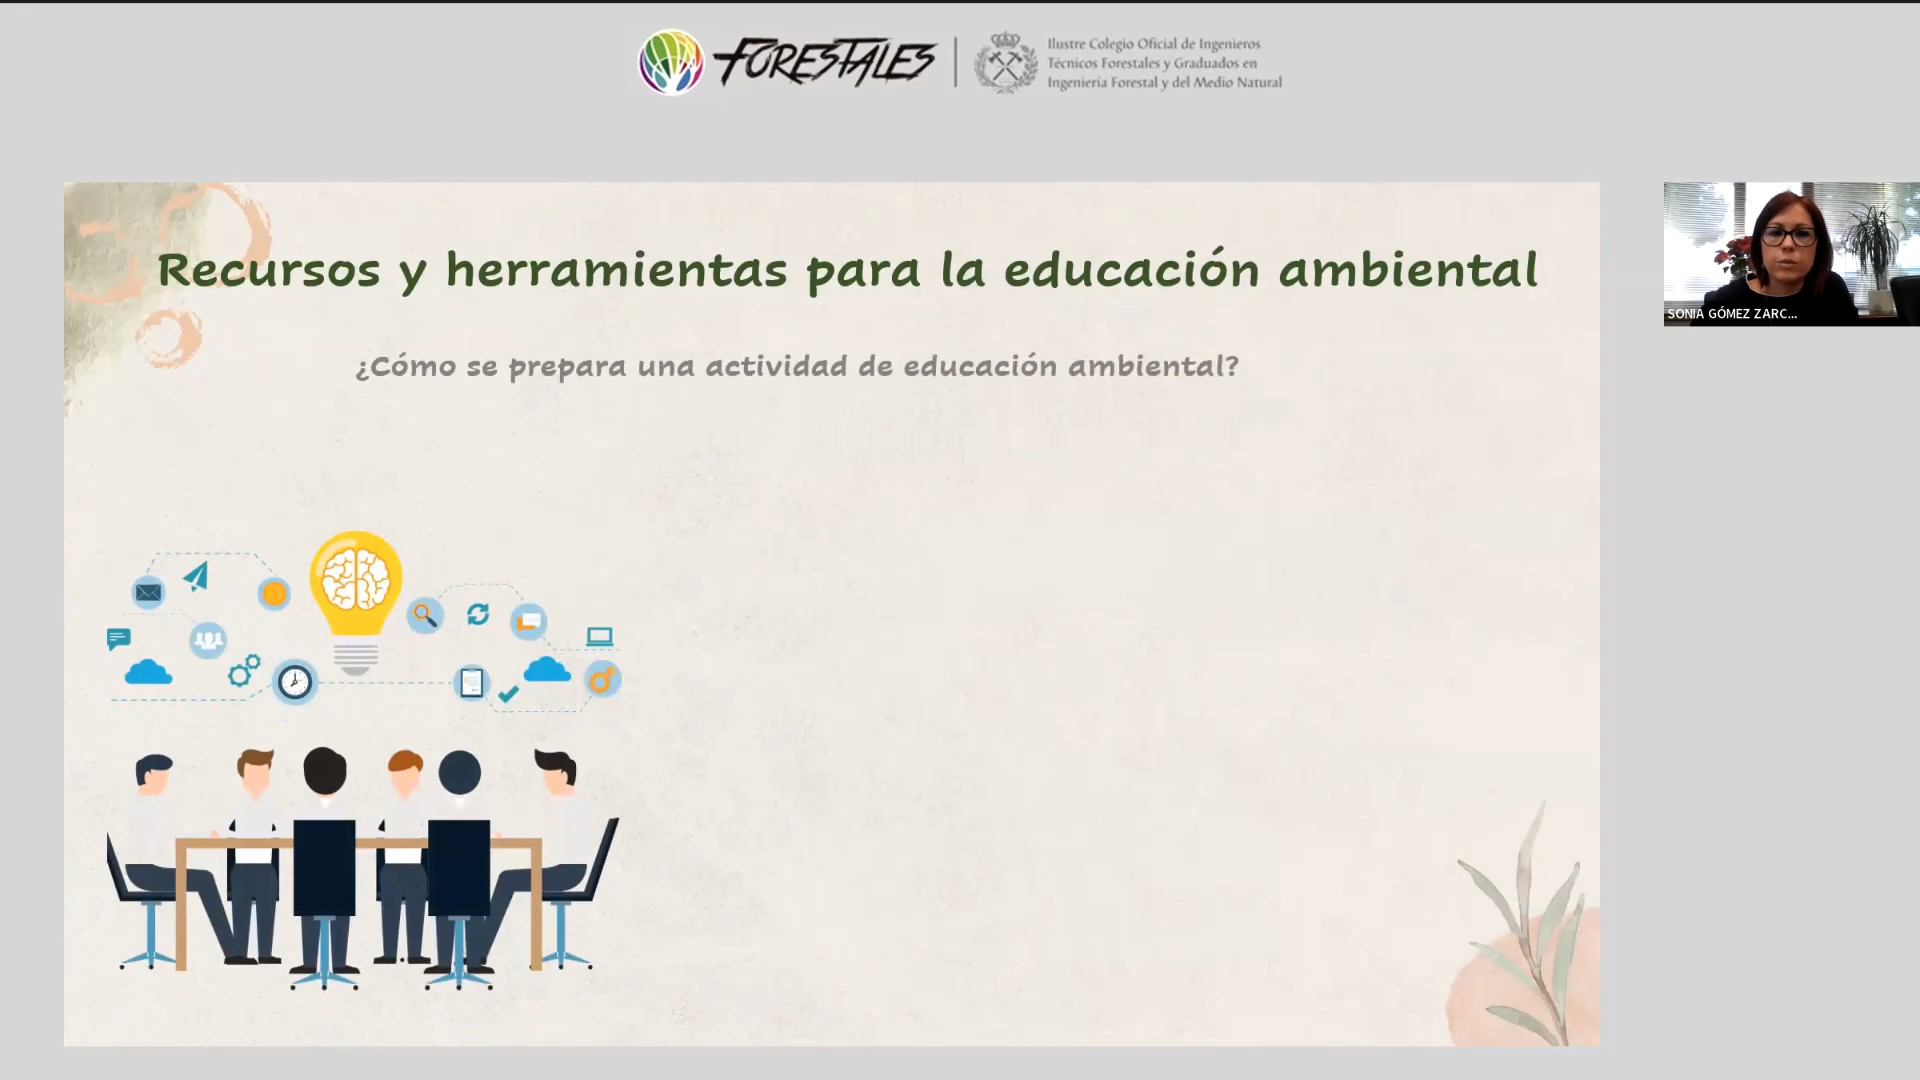 FORESTALES
Ilustre Colegio Oficial de Ingenieros
Técnicos Forestales y Graduados en
Ingeniería Forestal y del Medio Natural
Recursos y herramientas para la educación ambiental
SONIA GÓMEZ ZARC...
¿Cómo se prepara una actividad de educación ambiental?